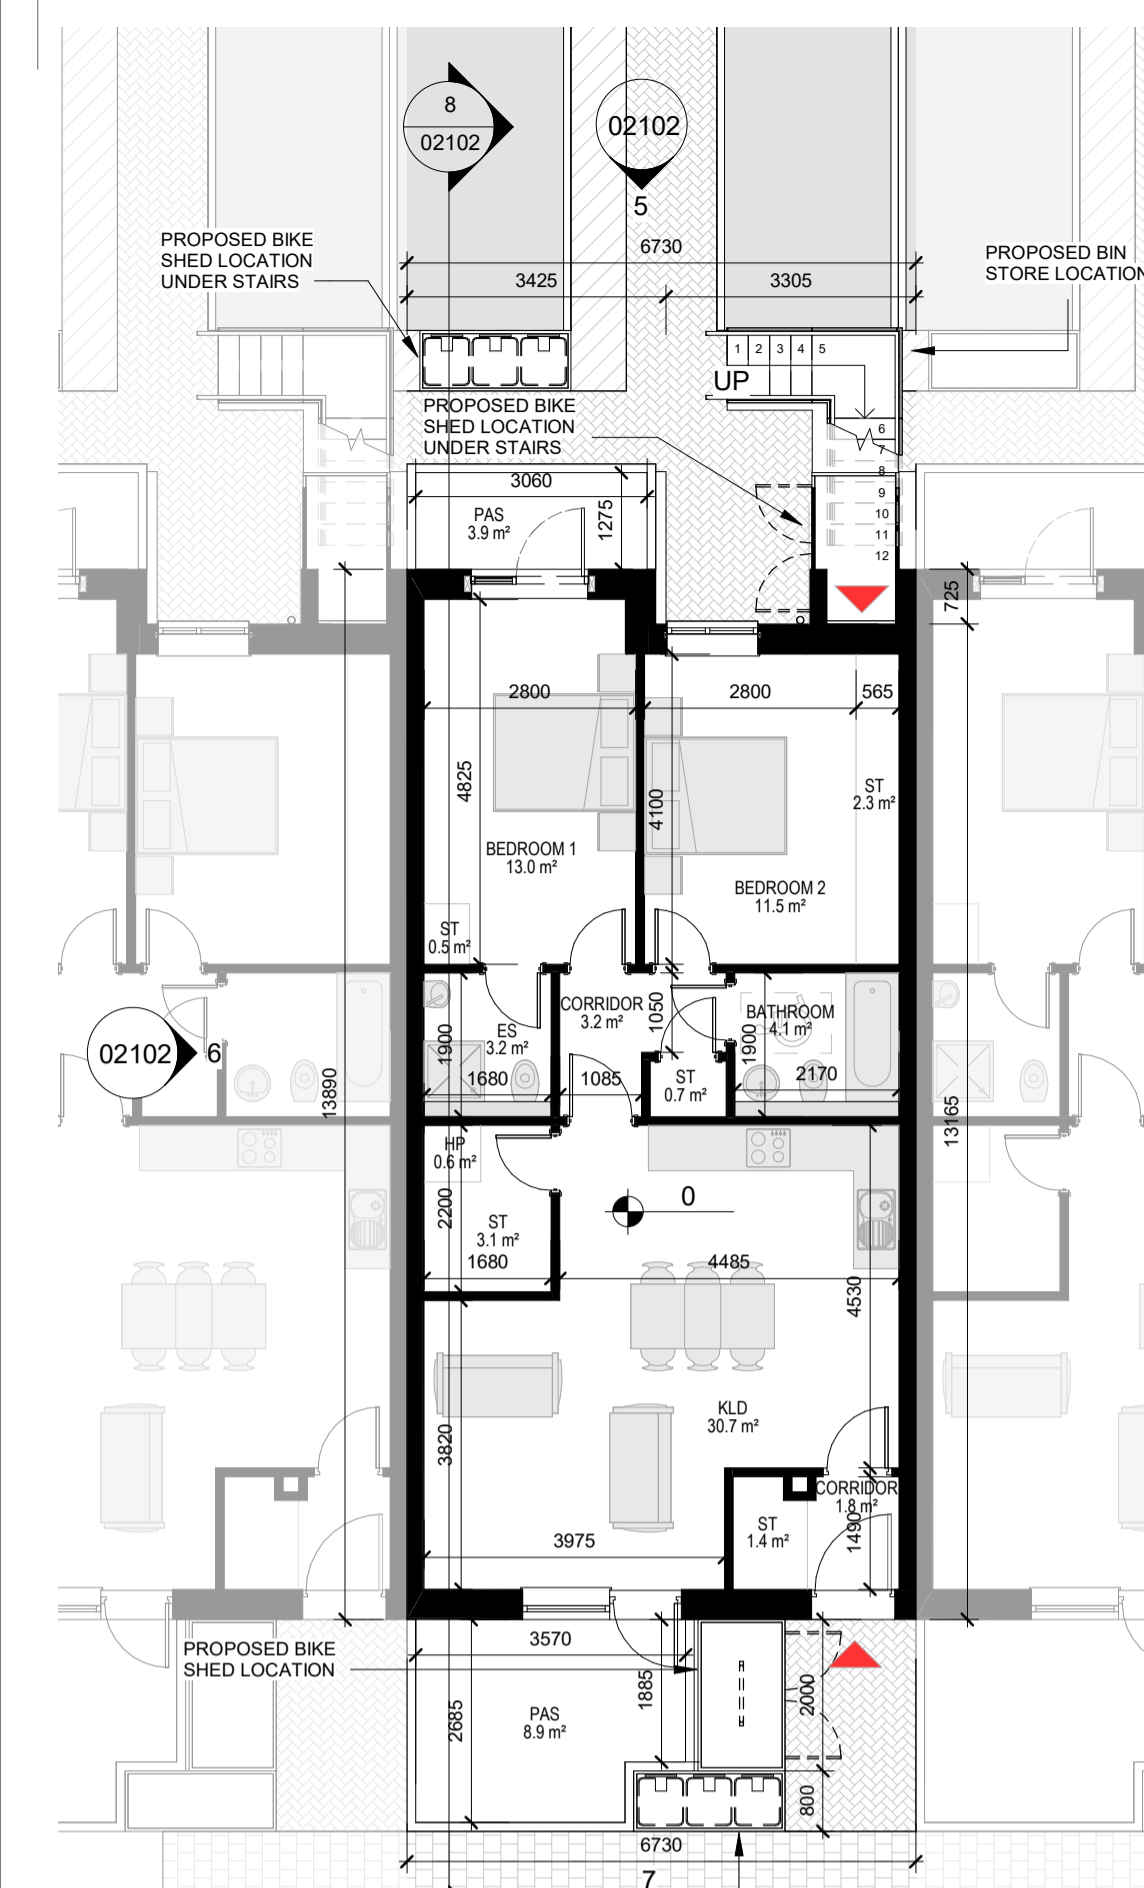 8
02102
02102
5
6730
PROPOSED BIKE
SHED LOCATION
UNDER STAIRS
PROPOSED BIN
STORE LOCATION
3425
3305
1 2 3 4 5
UP
PROPOSED BIKE
SHED LOCATION
UNDER STAIRS
6
7
8
9
10
11
12
3060
PAS
3.9 m²
1275
725
2800
2800
565
4825
4100
ST
2.3 m²
BEDROOM 1
13.0 m²
BEDROOM 2
11.5 m²
ST
0.5 m²
CORRIDOR
3.2 m²
1050
BATHROOM
4.1 m²
ES
3.2 m²
1900
1900
02102
6
1680
1085
ST
0.7 m²
2170
13890
13165
HP
0.6 m²
2200
0
ST
3.1 m²
1680
4485
4530
KLD
30.7 m²
3820
CORRIDOR
1.8 m²
ST
1.4 m²
1490
3975
PROPOSED BIKE
SHED LOCATION
3570
2685
1885
2000
PAS
8.9 m²
800
6730
7